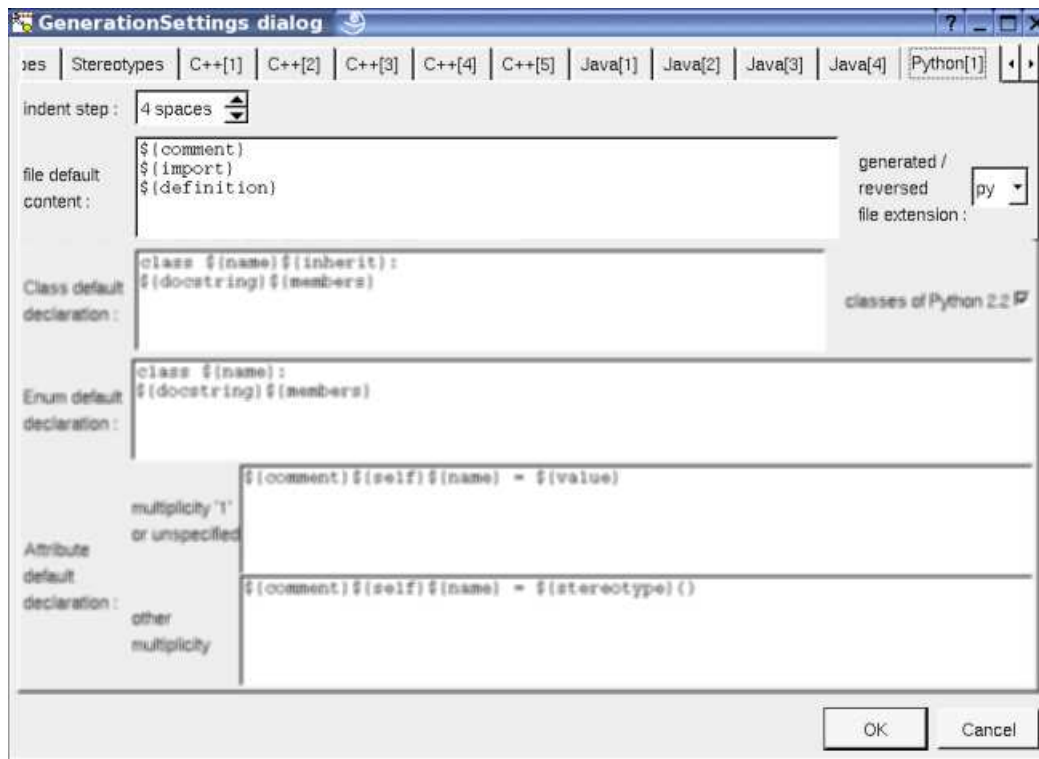 GenerationSettings dialog
pes Stereotypes C++[1] C++[2] C++[3] C++[4] C++[5] Java[1] Java[2] Java[3] Java[4] Python[1]
indent step : 4 spaces
file default
content :
${comment}
${import}
${definition}
generated /
reversed
file extension :
py
Class default
declaration :
class ${name}${inherit}:
${docstring}${members}
classes of Python 2.2
Enum default
declaration :
class ${name}:
${docstring}${members}
Attribute
default
declaration :
multiplicity '1'
or unspecified
${comment}${self}${name} = ${value}
other
multiplicity
${comment}${self}${name} = ${stereotype}()
OK Cancel